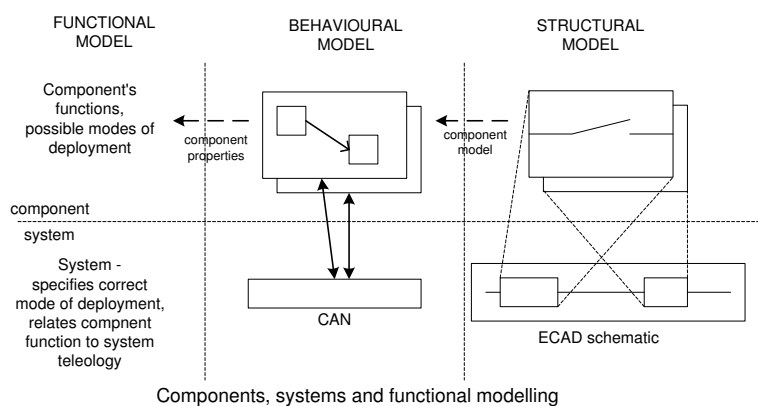 FUNCTIONAL
MODEL
BEHAVIOURAL
MODEL
STRUCTURAL
MODEL
Component's
functions,
possible modes of
deployment
component
properties
component
model
component
system
System -
specifies correct
mode of deployment,
relates compnent
function to system
teleology
CAN
ECAD schematic
Components, systems and functional modelling